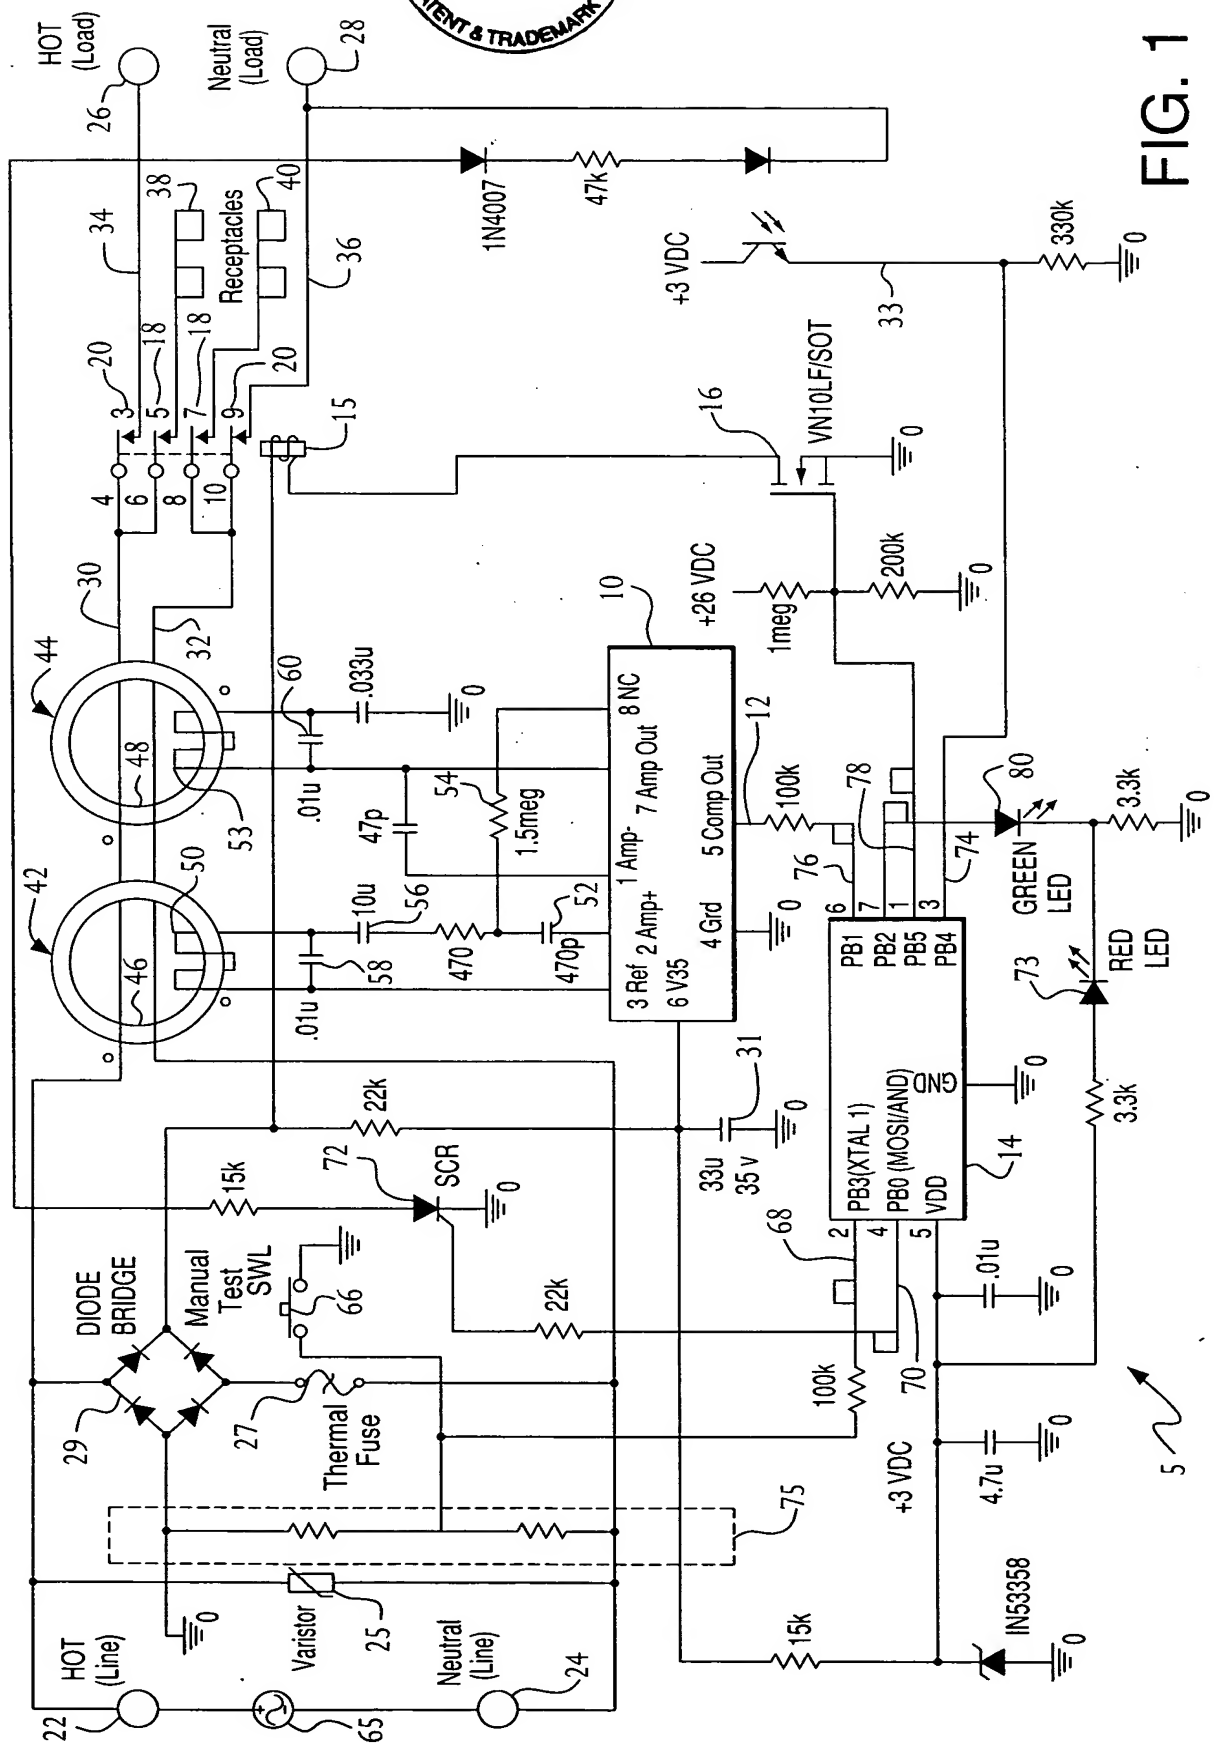 PATENT & TRADEMARK
FIG. 1
HOT
(Load)
26
Neutral
(Load)
28
34
38
Receptacles
40
36
20
18
18
20
3
5
7
9
4
6
8
10
15
1N4007
47k
+3 VDC
33
330k
0
16
VN10LF/SOT
0
+26 VDC
1meg
200k
0
30
32
44
48
53
42
46
50
60
.01u
.033u
0
47p
54
1.5meg
10u
56
58
.01u
470
470p
52
10
8 NC
7 Amp Out
1 Amp-
2 Amp+
3 Ref
6 V35
5 Comp Out
4 Grd
0
12
100k
76
78
74
80
GREEN
LED
3.3k
0
73
RED
LED
3.3k
6
7
1
3
PB1
PB2
PB5
PB4
GND
0
PB3(XTAL 1)
PB0 (MOSI/AND)
VDD
14
2
4
5
68
70
22k
31
33u
35 v
0
15k
72
SCR
0
22k
100k
.01u
0
DIODE
BRIDGE
29
Manual
Test
SWL
66
27
Thermal
Fuse
75
+3 VDC
4.7u
0
5
HOT
(Line)
22
0
Varistor
25
65
Neutral
(Line)
24
15k
IN53358
0